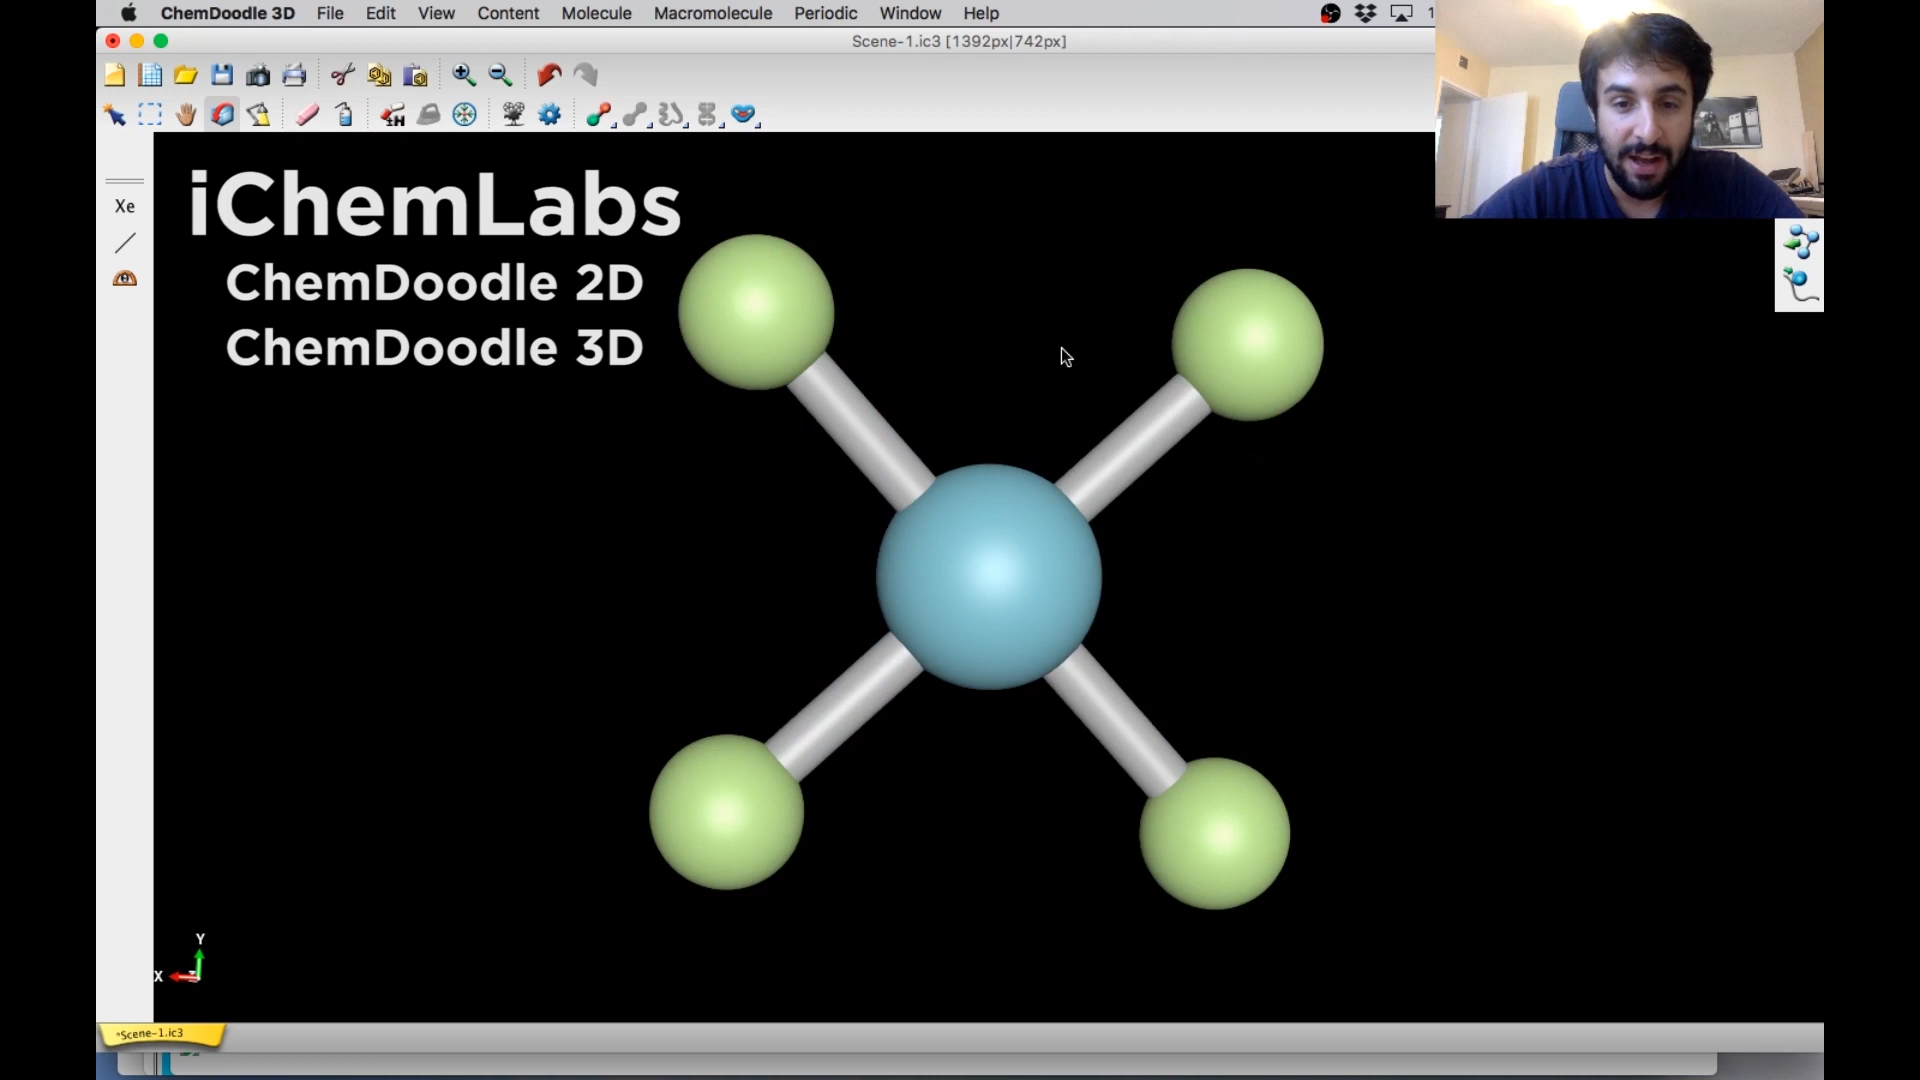 ChemDoodle 3D File Edit View Content Molecule Macromolecule Periodic Window Help 1
Scene-1.ic3 [1392px|742px]
Xe
iChemLabs
ChemDoodle 2D
ChemDoodle 3D
Y
X
*Scene-1.ic3